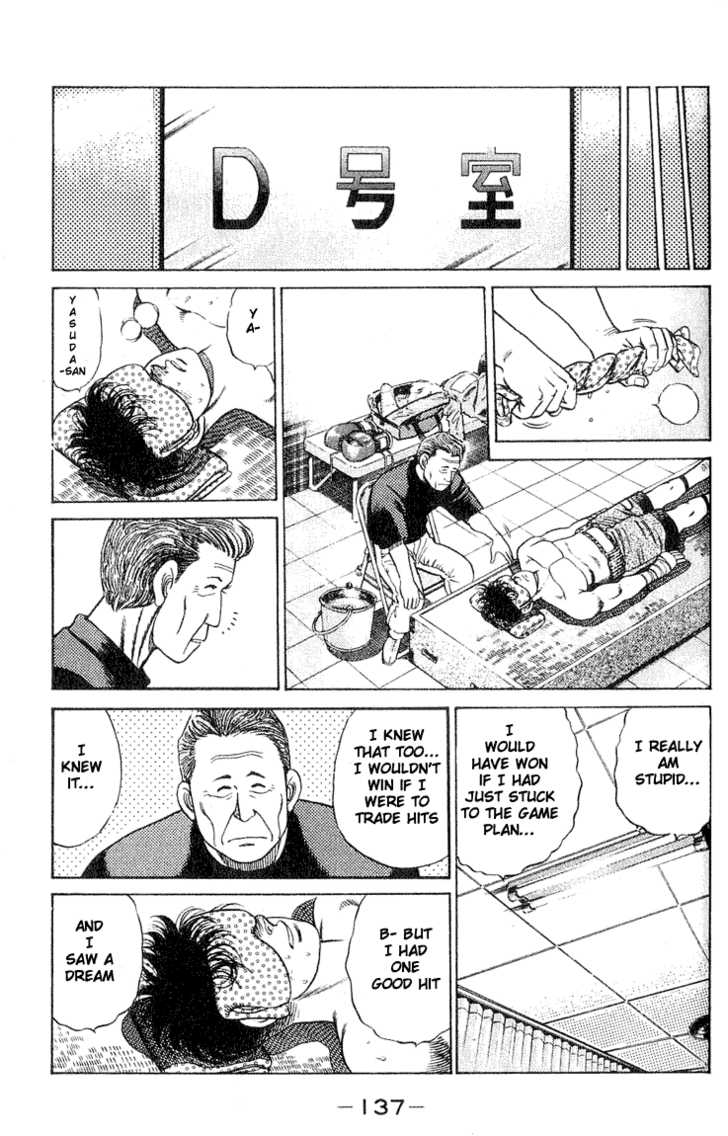 D号室
YA-
YASUDA
-SAN
I REALLY
AM
STUPID...
I
WOULD
HAVE WON
IF I HAD
JUST STUCK
TO THE GAME
PLAN...
I KNEW
THAT TOO...
I WOULDN'T
WIN IF I
WERE TO
TRADE HITS
I
KNEW
IT...
B- BUT
I HAD
ONE
GOOD HIT
AND
I
SAW A
DREAM
—137—